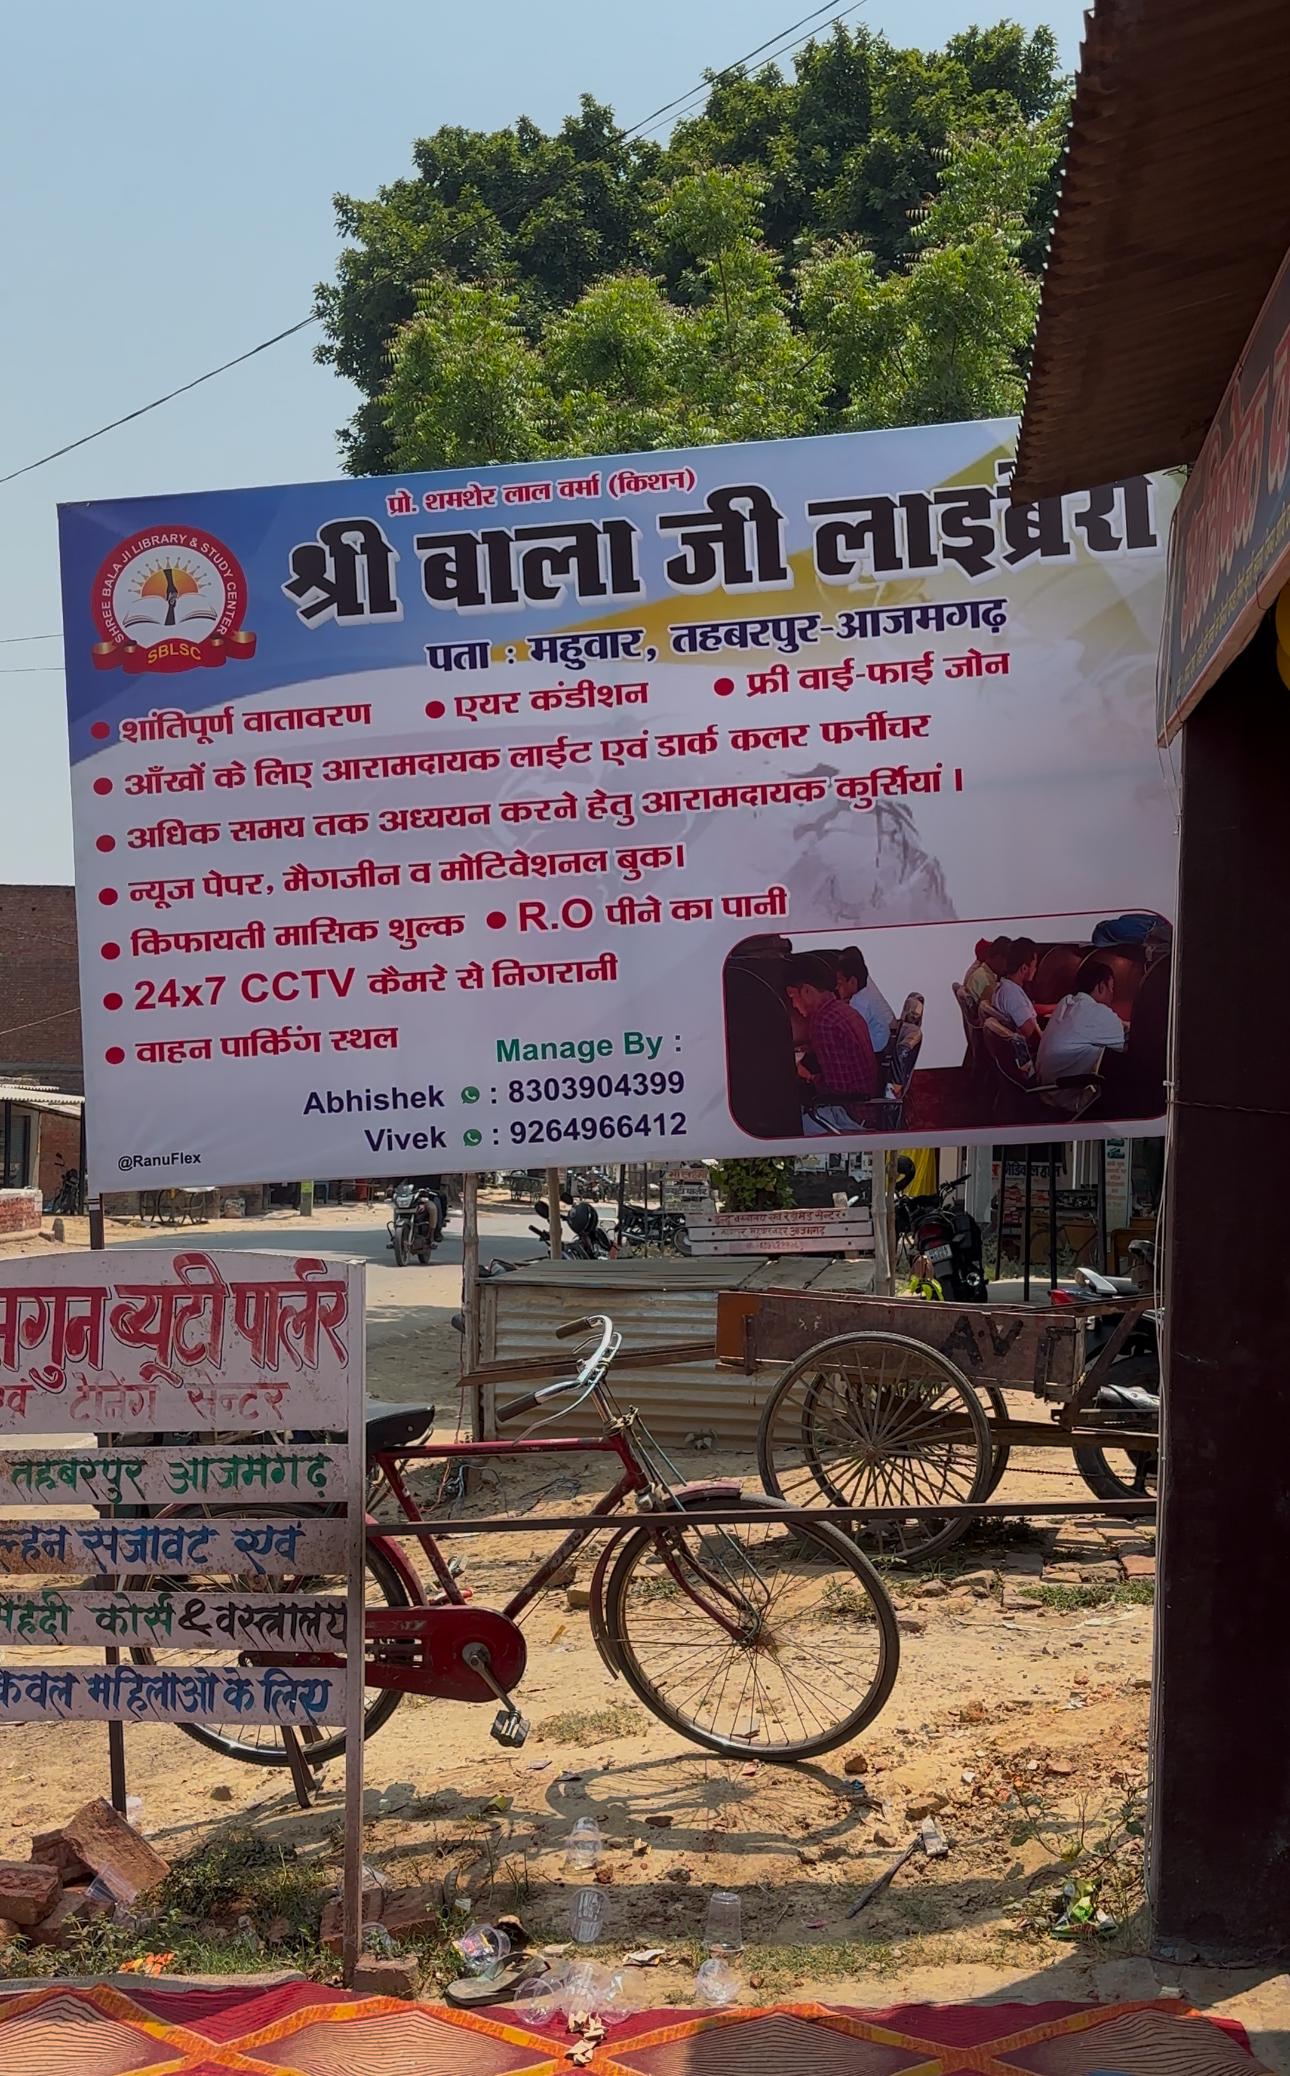 प्रो. शमशेर लाल वर्मा (किशन)
श्री बाला जी लाइब्रेरी
SHREE BALA JI LIBRARY & STUDY CENTER
SBLSC
पता : महुवार, तहबरपुर-आजमगढ़
• शांतिपूर्ण वातावरण • एयर कंडीशन • फ्री वाई-फाई जोन
• आँखों के लिए आरामदायक लाईट एवं डार्क कलर फर्नीचर
• अधिक समय तक अध्ययन करने हेतु आरामदायक कुर्सियां ।
• न्यूज पेपर, मैगजीन व मोटिवेशनल बुक।
• किफायती मासिक शुल्क • R.O पीने का पानी
• 24x7 CCTV कैमरे से निगरानी
• वाहन पार्किंग स्थल
Manage By :
Abhishek : 8303904399
Vivek : 9264966412
@RanuFlex
ब्यूटी पार्लर
सेन्टर
तहबरपुर आजमगढ़
सजावट एवं
कोर्स & वस्त्रालय
केवल महिलाओ के लिए